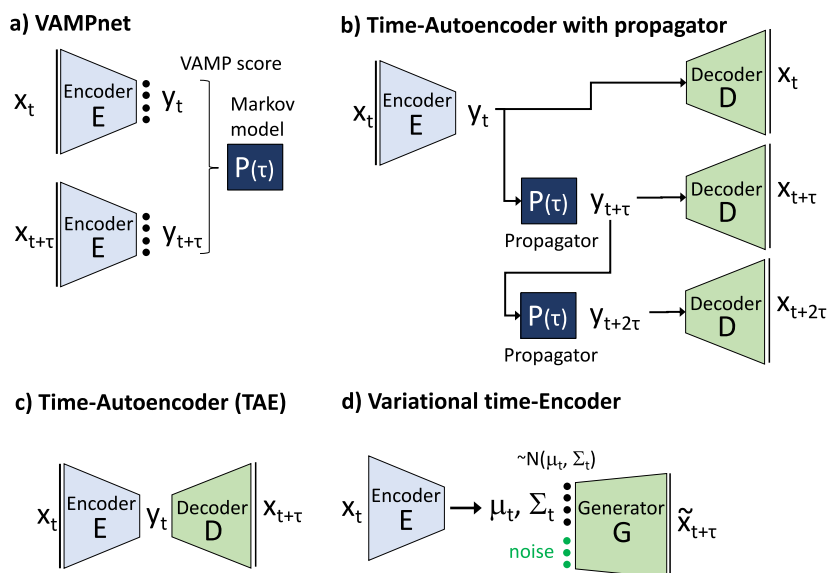 a) VAMPnet
VAMP score
x_t
Encoder
E
y_t
Markov
model
P(τ)
x_{t+τ}
Encoder
E
y_{t+τ}
b) Time-Autoencoder with propagator
x_t
Encoder
E
y_t
Decoder
D
x_t
P(τ)
Propagator
y_{t+τ}
Decoder
D
x_{t+τ}
P(τ)
Propagator
y_{t+2τ}
Decoder
D
x_{t+2τ}
c) Time-Autoencoder (TAE)
x_t
Encoder
E
y_t
Decoder
D
x_{t+τ}
d) Variational time-Encoder
x_t
Encoder
E
μ_t, Σ_t
~N(μ_t, Σ_t)
noise
Generator
G
x̃_{t+τ}